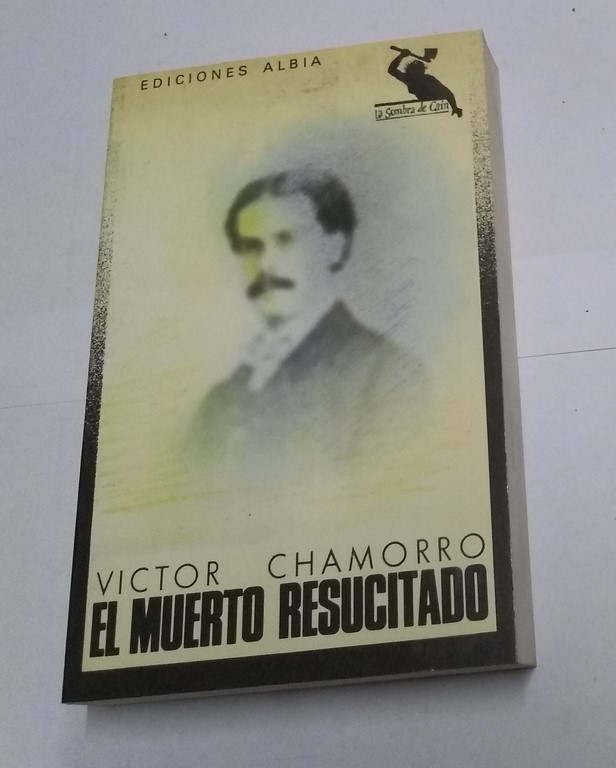 EDICIONES ALBIA
la Sombra de Caín
VICTOR CHAMORRO
EL MUERTO RESUCITADO